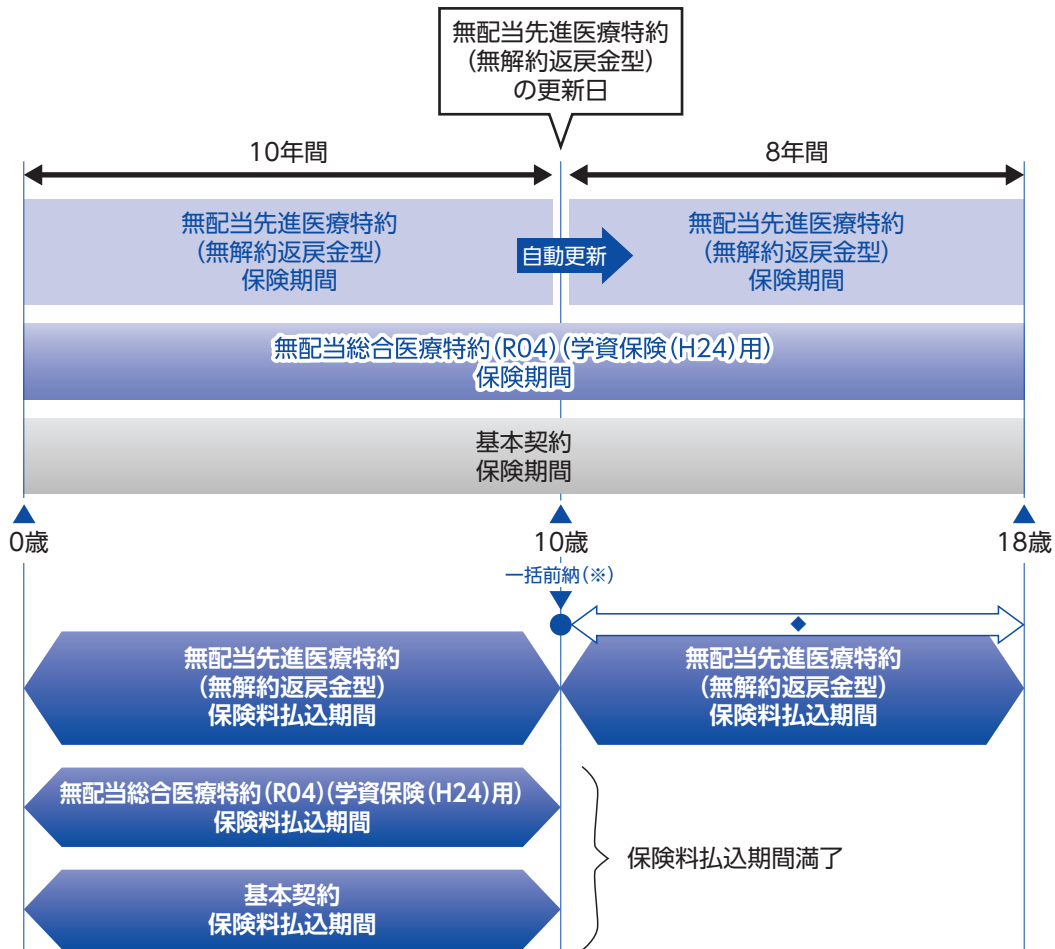 無配当先進医療特約
(無解約返戻金型)
の更新日
10年間
8年間
無配当先進医療特約
(無解約返戻金型)
保険期間
自動更新
無配当先進医療特約
(無解約返戻金型)
保険期間
無配当総合医療特約(R04)(学資保険(H24)用)
保険期間
基本契約
保険期間
0歳
10歳
18歳
一括前納(※)
無配当先進医療特約
(無解約返戻金型)
保険料払込期間
無配当先進医療特約
(無解約返戻金型)
保険料払込期間
無配当総合医療特約(R04)(学資保険(H24)用)
保険料払込期間
保険料払込期間満了
基本契約
保険料払込期間